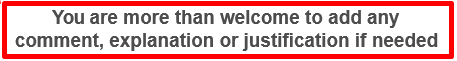 You are more than welcome to add any
comment, explanation or justification if needed